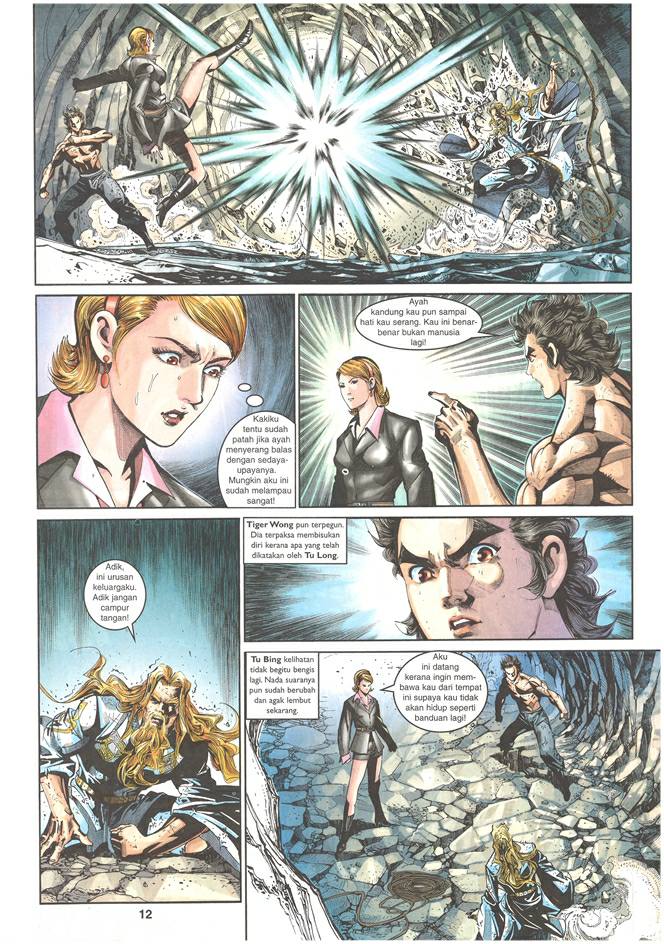 Kakiku
tentu sudah
patah jika ayah
menyerang balas
dengan sedaya-
upayanya.
Mungkin aku ini
sudah melampau
sangat!
Ayah
kandung kau pun sampai
hati kau serang. Kau ini benar-
benar bukan manusia
lagi!
Adik,
ini urusan
keluargaku.
Adik jangan
campur
tangan!
Tiger Wong pun terpegun.
Dia terpaksa membisukan
diri kerana apa yang telah
dikatakan oleh Tu Long.
Tu Bing kelihatan
tidak begitu bengis
lagi. Nada suaranya
pun sudah berubah
dan agak lembut
sekarang.
Aku
ini datang
kerana ingin mem-
bawa kau dari tempat
ini supaya kau tidak
akan hidup seperti
banduan lagi!
12